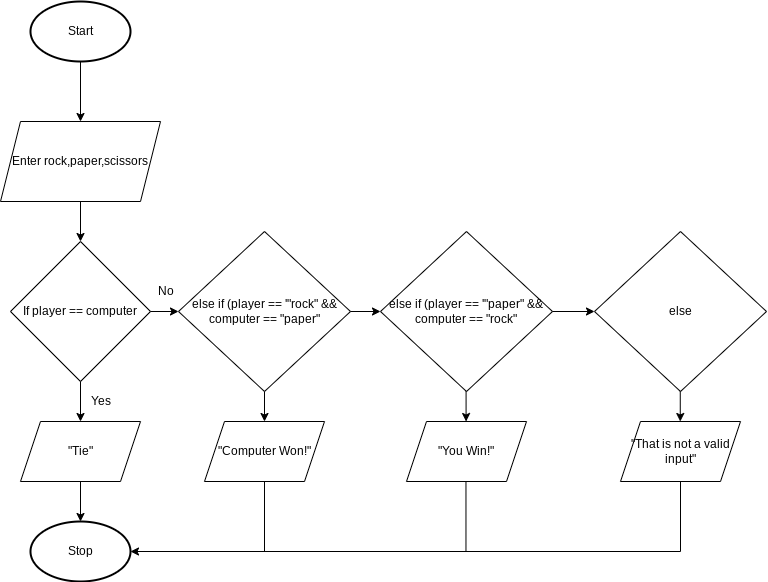 Start
Enter rock,paper,scissors
If player == computer
No
else if (player == '"rock" &&
computer == "paper"
else if (player == '"paper" &&
computer == "rock"
else
Yes
"Tie"
"Computer Won!"
"You Win!"
"That is not a valid
input"
Stop